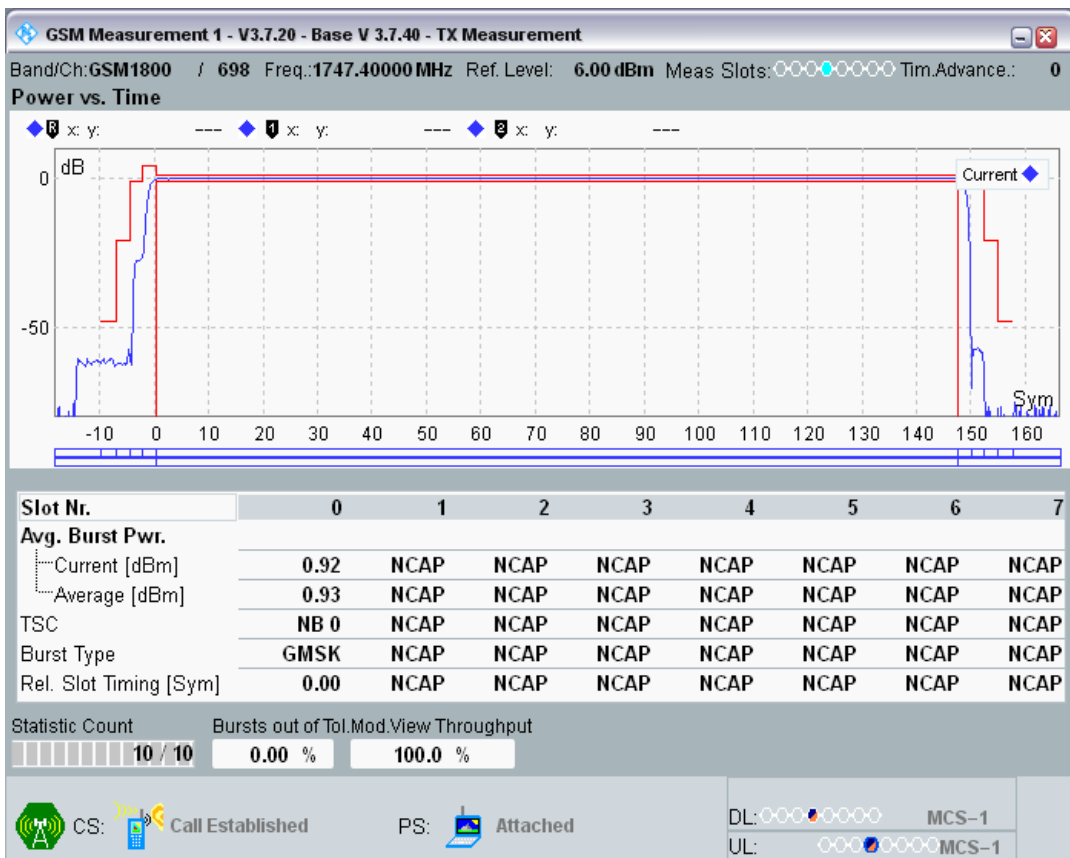 GSM Measurement 1 - V3.7.20 - Base V 3.7.40 - TX Measurement
Band/Ch:GSM1800 / 698 Freq.:1747.40000 MHz Ref. Level: 6.00 dBm Meas Slots: Tim.Advance.: 0
Power vs. Time
R x: y: --- 1 x: y: --- 2 x: y: ---
dB
Current
0
-50
Sym
-10 0 10 20 30 40 50 60 70 80 90 100 110 120 130 140 150 160
Slot Nr. 0 1 2 3 4 5 6 7
Avg. Burst Pwr.
Current [dBm] 0.92 NCAP NCAP NCAP NCAP NCAP NCAP NCAP
Average [dBm] 0.93 NCAP NCAP NCAP NCAP NCAP NCAP NCAP
TSC NB 0 NCAP NCAP NCAP NCAP NCAP NCAP NCAP
Burst Type GMSK NCAP NCAP NCAP NCAP NCAP NCAP NCAP
Rel. Slot Timing [Sym] 0.00 NCAP NCAP NCAP NCAP NCAP NCAP NCAP
Statistic Count Bursts out of Tol.Mod.View Throughput
10 / 10 0.00 % 100.0 %
CS: Call Established PS: Attached DL: MCS-1
UL: MCS-1